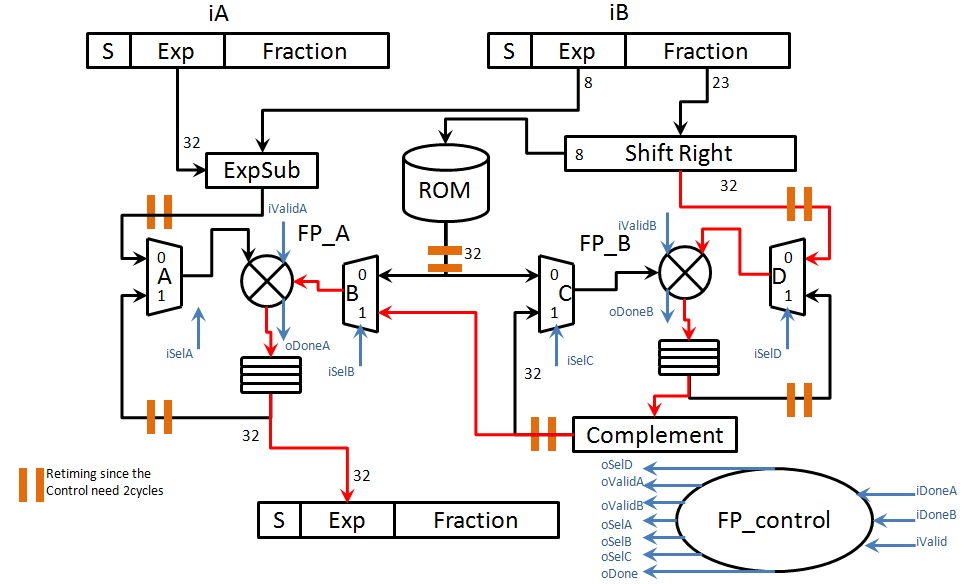 iA
iB
S Exp Fraction
S Exp Fraction
8
23
32
ExpSub
8 Shift Right
ROM
32
iValidA
FP_A
32
FP_B
iValidB
0
A
1
0
B
1
0
C
1
0
D
1
iSelA
oDoneA
iSelB
iSelC
oDoneB
iSelD
32
32
Complement
32
Retiming since the
Control need 2cycles
S Exp Fraction
oSelD
oValidA
oValidB
oSelA
oSelB
oSelC
oDone
FP_control
iDoneA
iDoneB
iValid